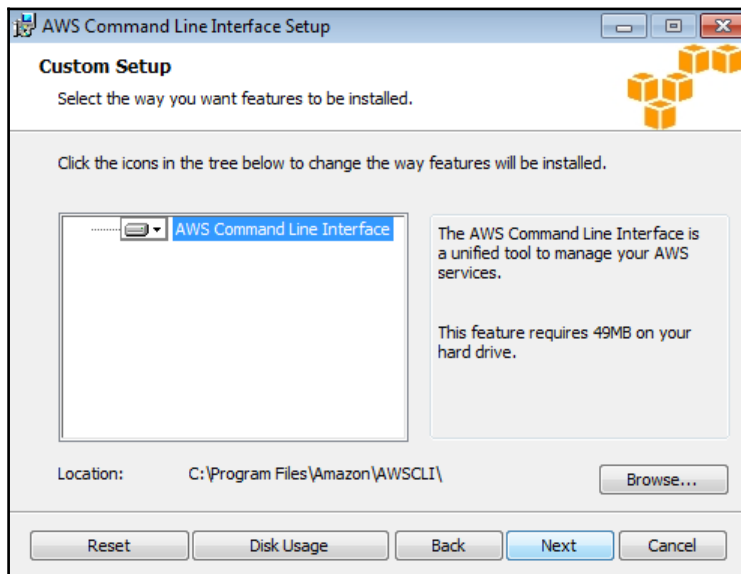 AWS Command Line Interface Setup
Custom Setup
Select the way you want features to be installed.
Click the icons in the tree below to change the way features will be installed.
AWS Command Line Interface
The AWS Command Line Interface is
a unified tool to manage your AWS
services.
This feature requires 49MB on your
hard drive.
Location: C:\Program Files\Amazon\AWSCLI\
Browse...
Reset Disk Usage Back Next Cancel